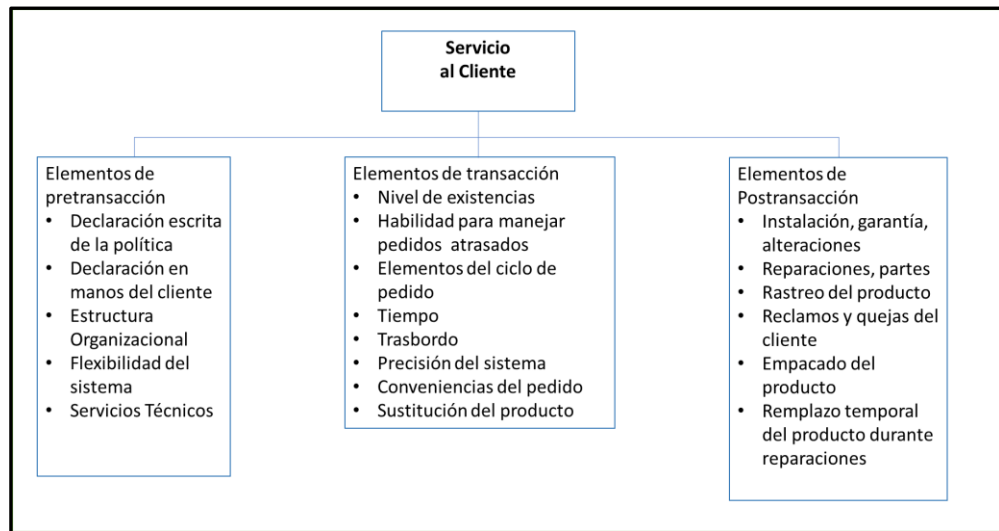 Servicio
al Cliente
Elementos de
pretransacción
• Declaración escrita
de la política
• Declaración en
manos del cliente
• Estructura
Organizacional
• Flexibilidad del
sistema
• Servicios Técnicos
Elementos de transacción
• Nivel de existencias
• Habilidad para manejar
pedidos atrasados
• Elementos del ciclo de
pedido
• Tiempo
• Trasbordo
• Precisión del sistema
• Conveniencias del pedido
• Sustitución del producto
Elementos de
Postransacción
• Instalación, garantía,
alteraciones
• Reparaciones, partes
• Rastreo del producto
• Reclamos y quejas del
cliente
• Empacado del
producto
• Remplazo temporal
del producto durante
reparaciones